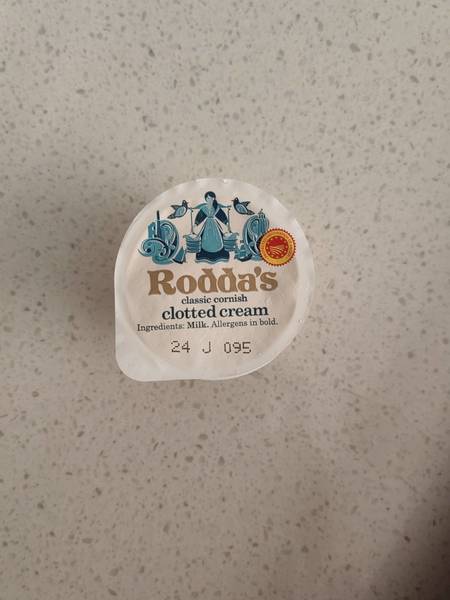 Rodda's
classic cornish
clotted cream
Ingredients: Milk. Allergens in bold.
24 J 095